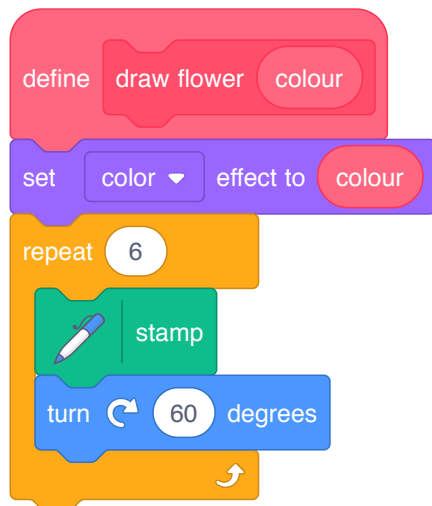 define draw flower colour
set color effect to colour
repeat 6
stamp
turn 60 degrees